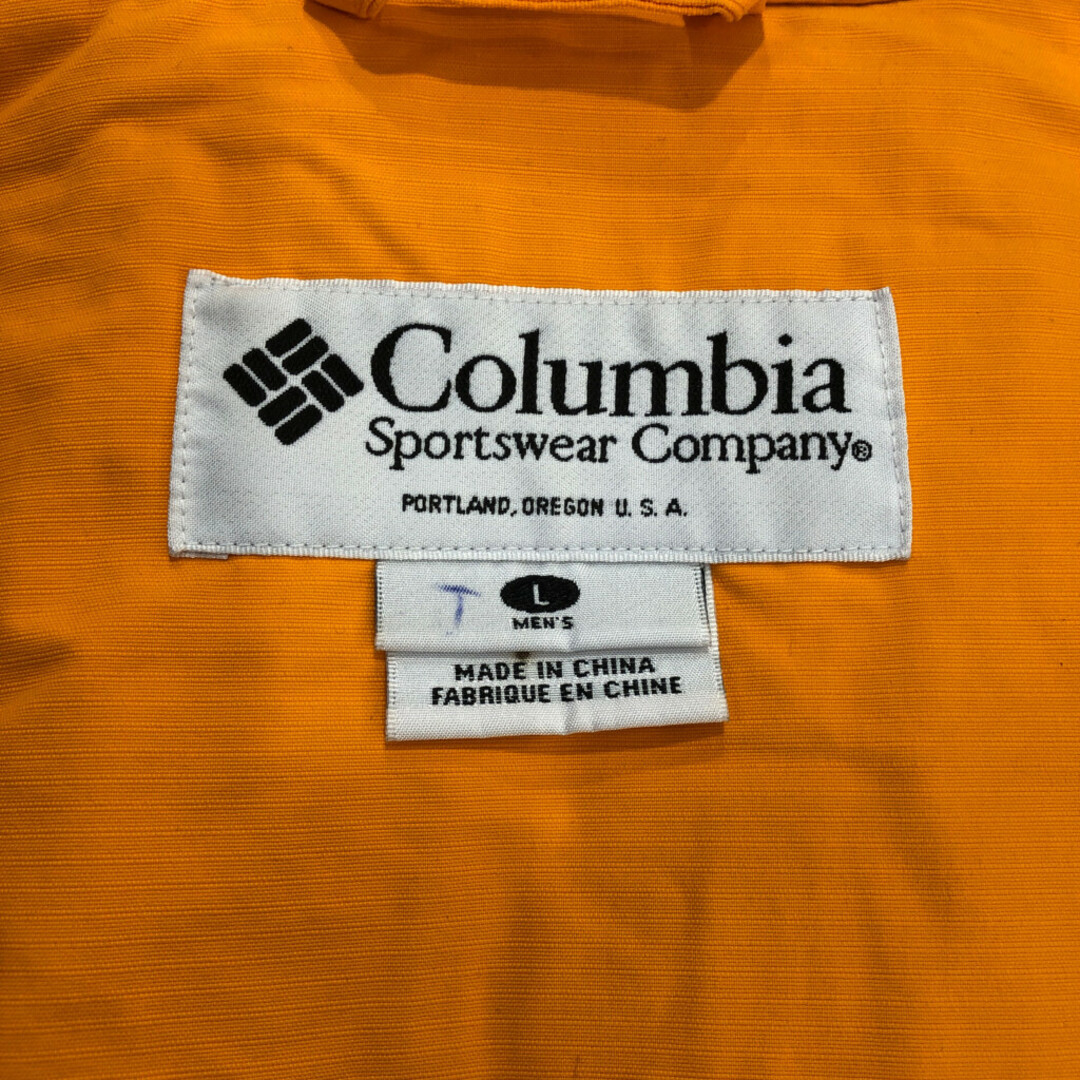 Columbia
Sportswear Company®
PORTLAND, OREGON U. S. A.
T L
MEN'S
MADE IN CHINA
FABRIQUE EN CHINE